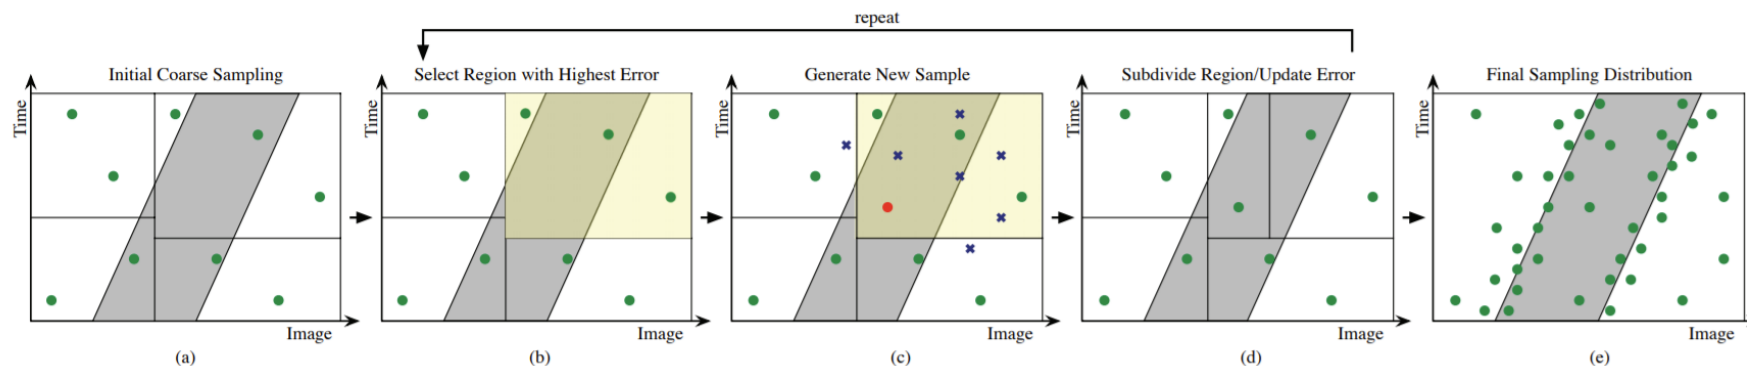 repeat
Initial Coarse Sampling
Select Region with Highest Error
Generate New Sample
Subdivide Region/Update Error
Final Sampling Distribution
Time
Time
Time
Time
Time
Image
Image
Image
Image
Image
(a)
(b)
(c)
(d)
(e)